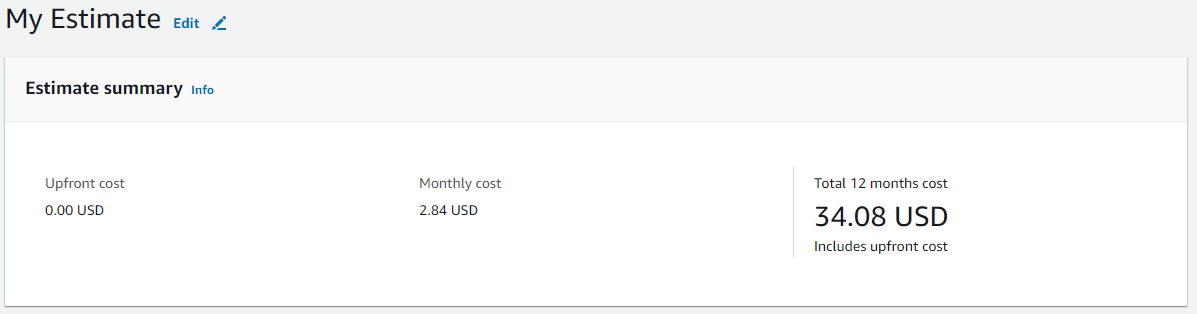 My Estimate Edit
Estimate summary Info
Upfront cost
0.00 USD
Monthly cost
2.84 USD
Total 12 months cost
34.08 USD
Includes upfront cost